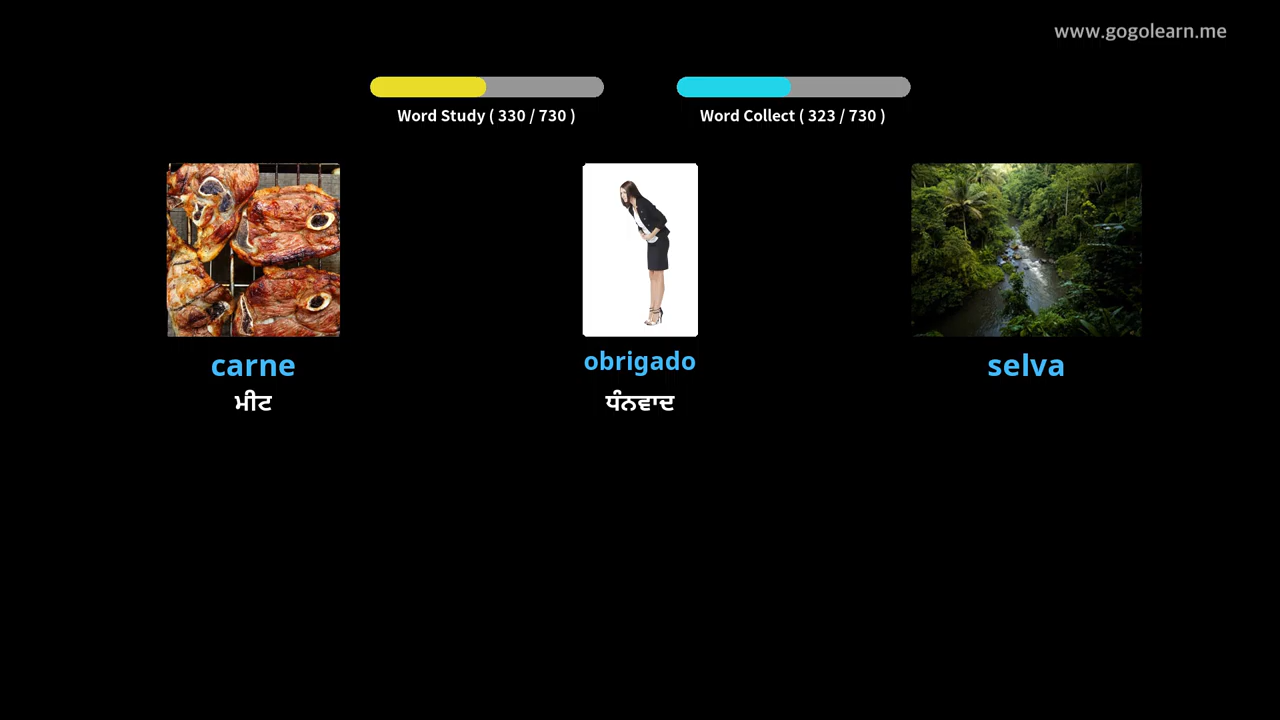 www.gogolearn.me
Word Study ( 330 / 730 )
Word Collect ( 323 / 730 )
carne
ਮੀਟ
obrigado
ਧੰਨਵਾਦ
selva